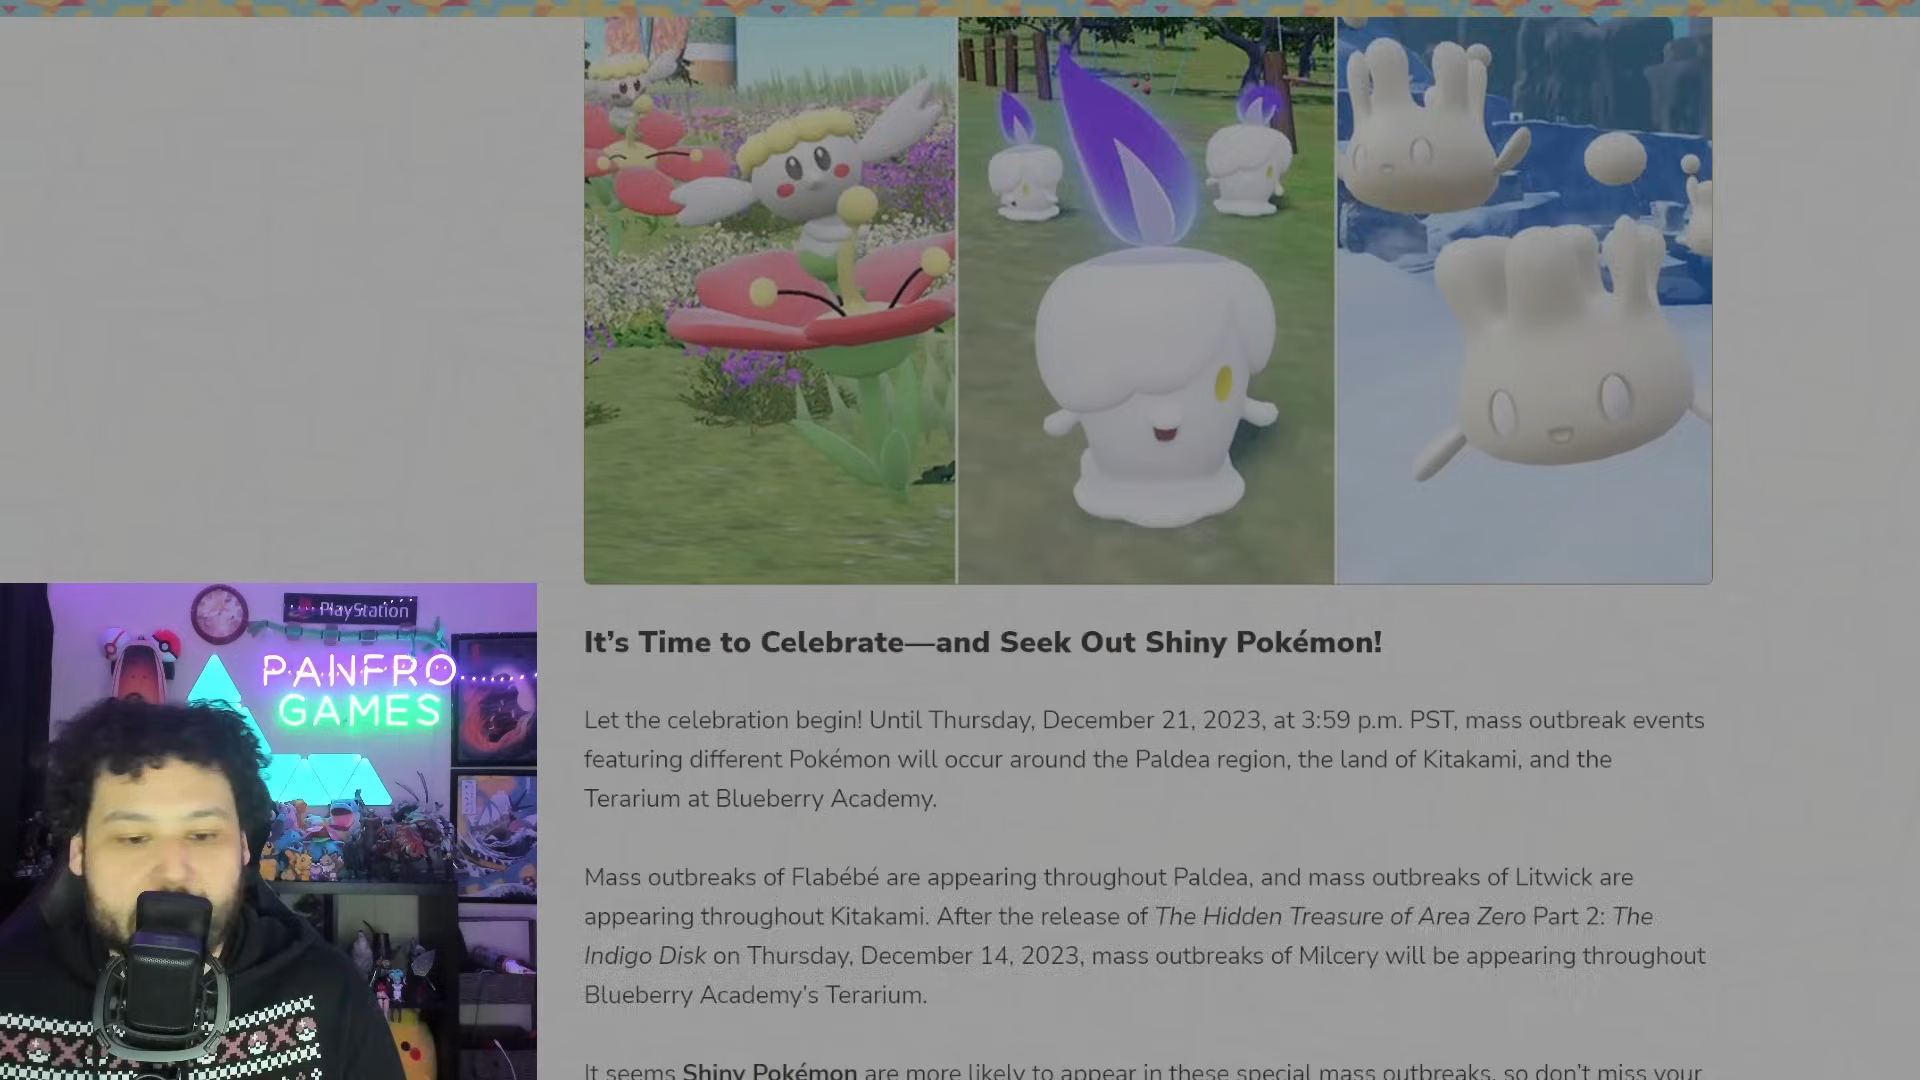 PlayStation
PANFRO
GAMES
It’s Time to Celebrate—and Seek Out Shiny Pokémon!
Let the celebration begin! Until Thursday, December 21, 2023, at 3:59 p.m. PST, mass outbreak events
featuring different Pokémon will occur around the Paldea region, the land of Kitakami, and the
Terarium at Blueberry Academy.
Mass outbreaks of Flabébé are appearing throughout Paldea, and mass outbreaks of Litwick are
appearing throughout Kitakami. After the release of The Hidden Treasure of Area Zero Part 2: The
Indigo Disk on Thursday, December 14, 2023, mass outbreaks of Milcery will be appearing throughout
Blueberry Academy’s Terarium.
It seems Shiny Pokémon are more likely to appear in these special mass outbreaks, so don’t miss your